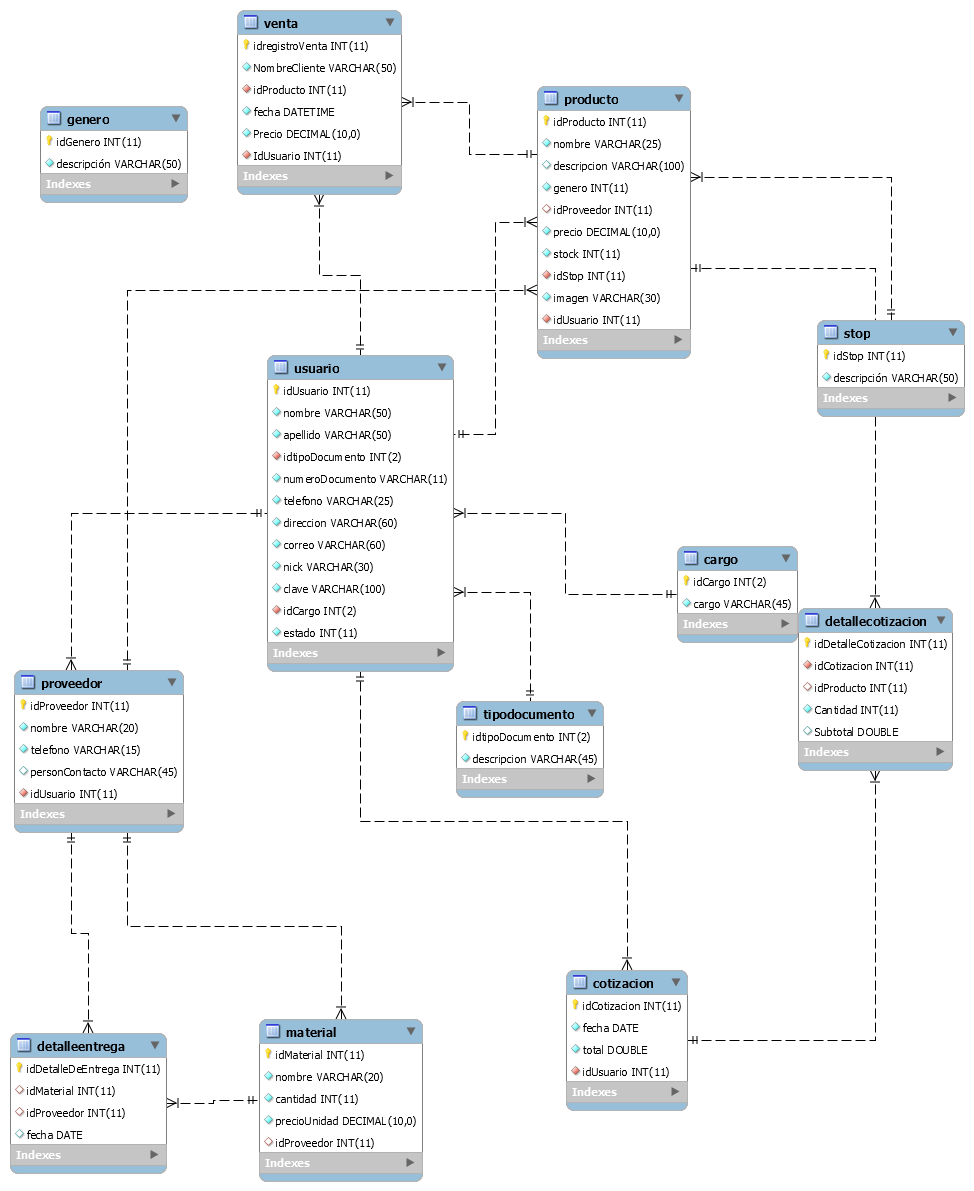 venta
idregistroVenta INT(11)
NombreCliente VARCHAR(50)
idProducto INT(11)
fecha DATETIME
Precio DECIMAL(10,0)
IdUsuario INT(11)
Indexes
genero
idGenero INT(11)
descripción VARCHAR(50)
Indexes
producto
idProducto INT(11)
nombre VARCHAR(25)
descripcion VARCHAR(100)
genero INT(11)
idProveedor INT(11)
precio DECIMAL(10,0)
stock INT(11)
idStop INT(11)
imagen VARCHAR(30)
idUsuario INT(11)
Indexes
stop
idStop INT(11)
descripción VARCHAR(50)
Indexes
usuario
idUsuario INT(11)
nombre VARCHAR(50)
apellido VARCHAR(50)
idtipoDocumento INT(2)
numeroDocumento VARCHAR(11)
telefono VARCHAR(25)
direccion VARCHAR(60)
correo VARCHAR(60)
nick VARCHAR(30)
clave VARCHAR(100)
idCargo INT(2)
estado INT(11)
Indexes
cargo
idCargo INT(2)
cargo VARCHAR(45)
Indexes
detallecotizacion
idDetalleCotizacion INT(11)
idCotizacion INT(11)
idProducto INT(11)
Cantidad INT(11)
Subtotal DOUBLE
Indexes
proveedor
idProveedor INT(11)
nombre VARCHAR(20)
telefono VARCHAR(15)
personContacto VARCHAR(45)
idUsuario INT(11)
Indexes
tipodocumento
idtipoDocumento INT(2)
descripcion VARCHAR(45)
Indexes
cotizacion
idCotizacion INT(11)
fecha DATE
total DOUBLE
idUsuario INT(11)
Indexes
detalleentrega
idDetalleDeEntrega INT(11)
idMaterial INT(11)
idProveedor INT(11)
fecha DATE
Indexes
material
idMaterial INT(11)
nombre VARCHAR(20)
cantidad INT(11)
precioUnidad DECIMAL(10,0)
idProveedor INT(11)
Indexes